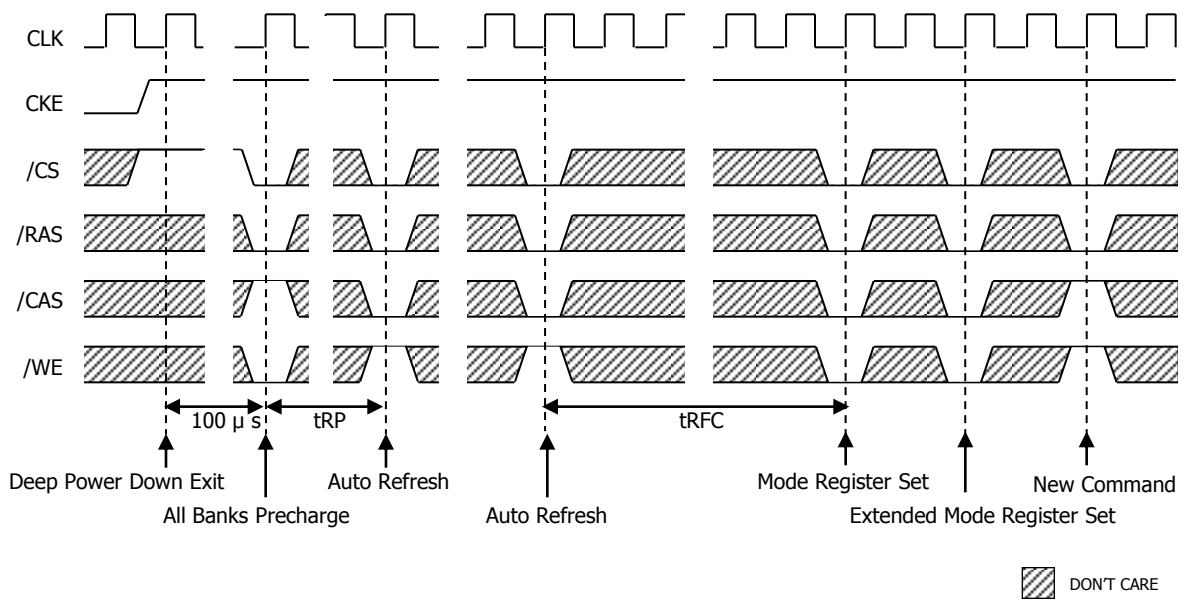 CLK
CKE
/CS
/RAS
/CAS
/WE
100 μ s
tRP
tRFC
Deep Power Down Exit
Auto Refresh
Mode Register Set
New Command
All Banks Precharge
Auto Refresh
Extended Mode Register Set
DON'T CARE